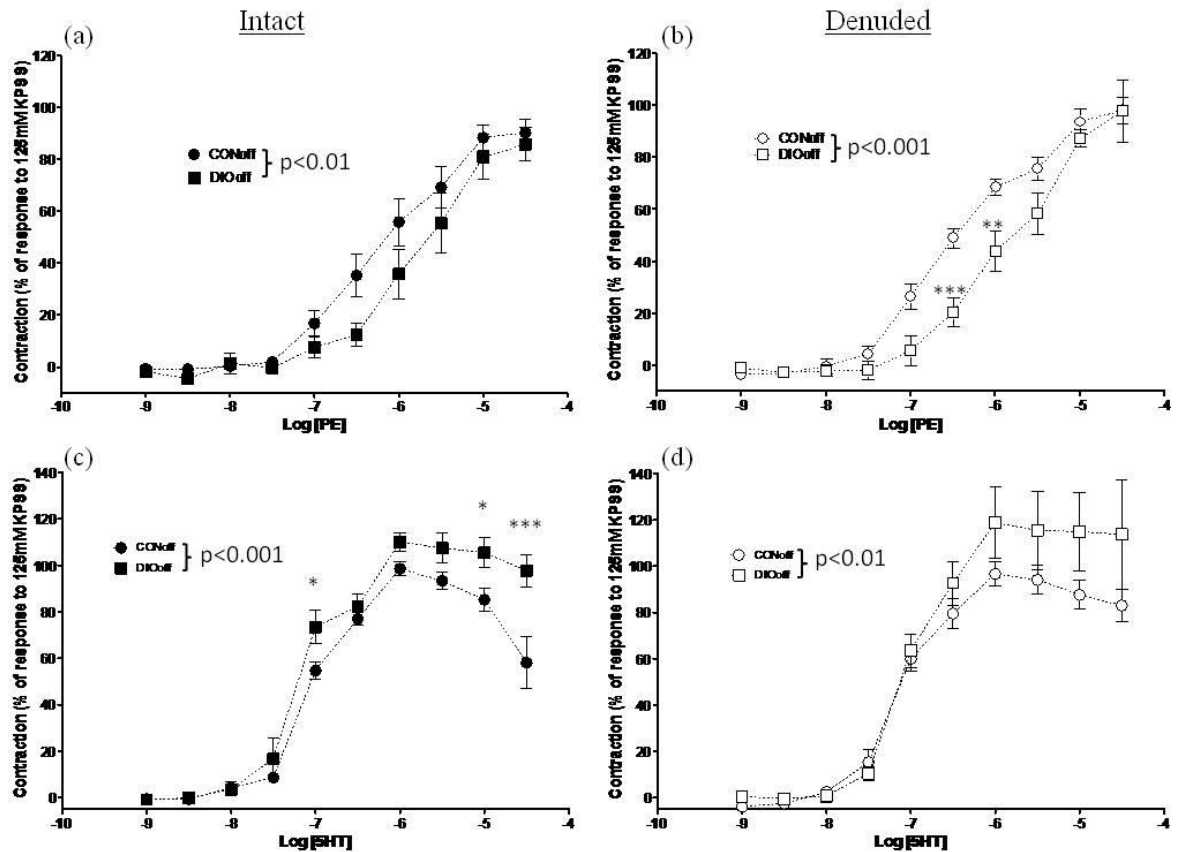 Intact
Denuded
(a)
Contraction (% of response to 125mMKPSS)
120
100
80
60
40
20
0
CONoff
DIOoff
p<0.01
-10
-9
-8
-7
-6
-5
-4
Log[PE]
(b)
Contraction (% of response to 125mMKPSS)
120
100
80
60
40
20
0
CONoff
DIOoff
p<0.001
**
***
-10
-9
-8
-7
-6
-5
-4
Log[PE]
(c)
Contraction (% of response to 125mMKPSS)
140
120
100
80
60
40
20
0
CONoff
DIOoff
p<0.001
*
*
***
-10
-9
-8
-7
-6
-5
-4
Log[5HT]
(d)
Contraction (% of response to 125mMKPSS)
140
120
100
80
60
40
20
0
CONoff
DIOoff
p<0.01
-10
-9
-8
-7
-6
-5
-4
Log[5HT]